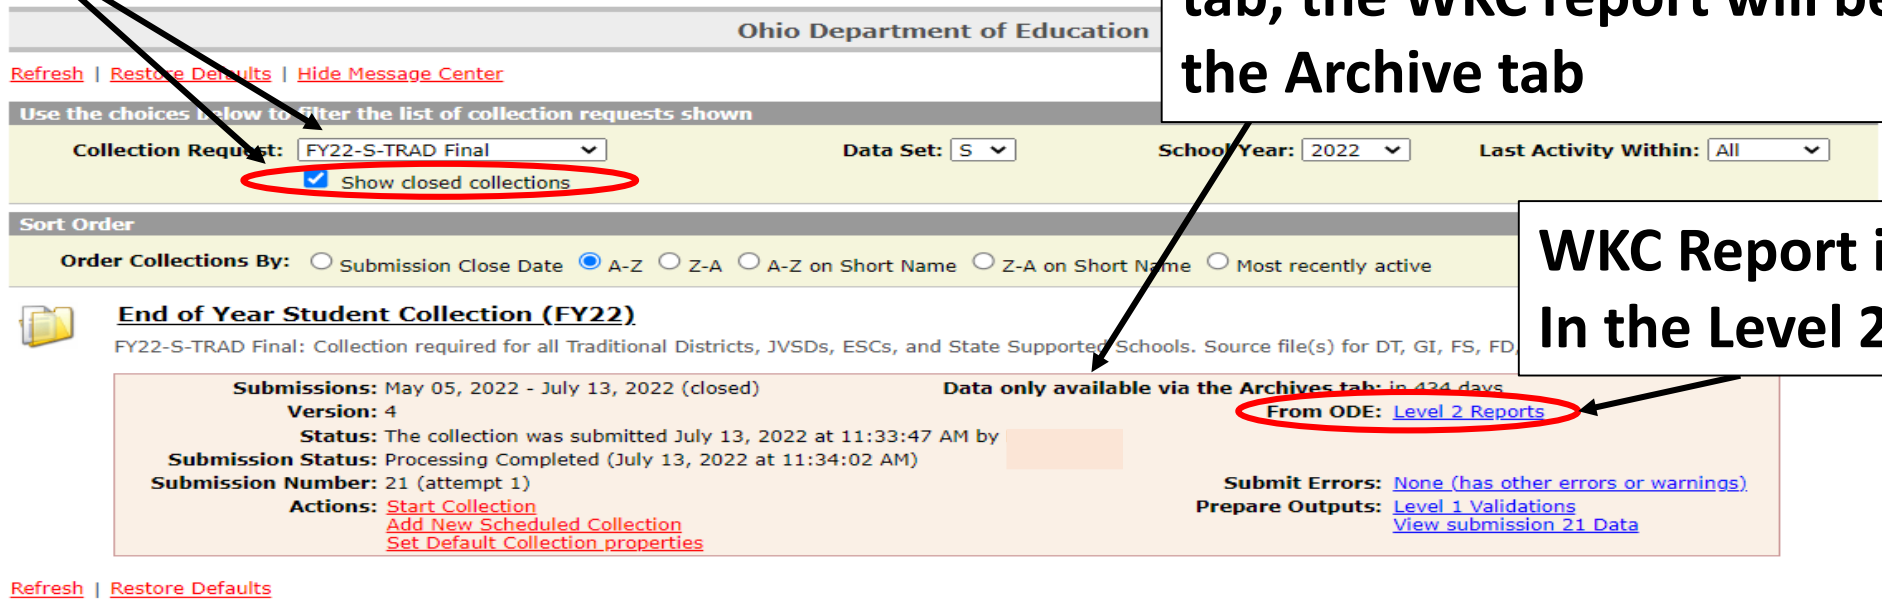 tab, the WKC report will be
the Archive tab
Ohio Department of Education
Refresh | Restore Defaults | Hide Message Center
Use the choices below to filter the list of collection requests shown
Collection Request: FY22-S-TRAD Final Data Set: S School Year: 2022 Last Activity Within: All
Show closed collections
Sort Order
Order Collections By: Submission Close Date A-Z Z-A A-Z on Short Name Z-A on Short Name Most recently active
WKC Report i
In the Level 2
End of Year Student Collection (FY22)
FY22-S-TRAD Final: Collection required for all Traditional Districts, JVSDs, ESCs, and State Supported Schools. Source file(s) for DT, GI, FS, FD,
Submissions: May 05, 2022 - July 13, 2022 (closed) Data only available via the Archives tab: in 434 days
Version: 4 From ODE: Level 2 Reports
Status: The collection was submitted July 13, 2022 at 11:33:47 AM by
Submission Status: Processing Completed (July 13, 2022 at 11:34:02 AM)
Submission Number: 21 (attempt 1) Submit Errors: None (has other errors or warnings)
Actions: Start Collection Prepare Outputs: Level 1 Validations
Add New Scheduled Collection View submission 21 Data
Set Default Collection properties
Refresh | Restore Defaults